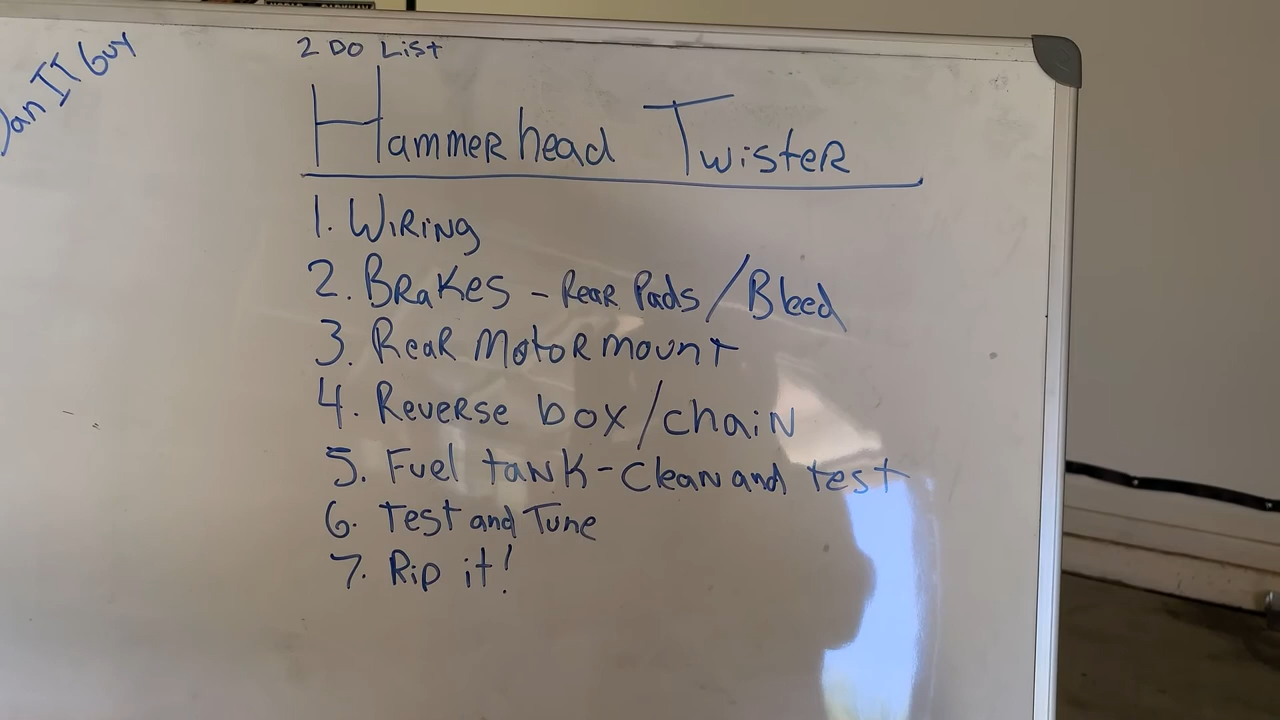 Dan IT Guy
2 Do List
Hammerhead Twister
1. Wiring
2. Brakes - Rear Pads/Bleed
3. Rear Motor mount
4. Reverse box/chain
5. Fuel tank - Clean and test
6. Test and Tune
7. Rip it!